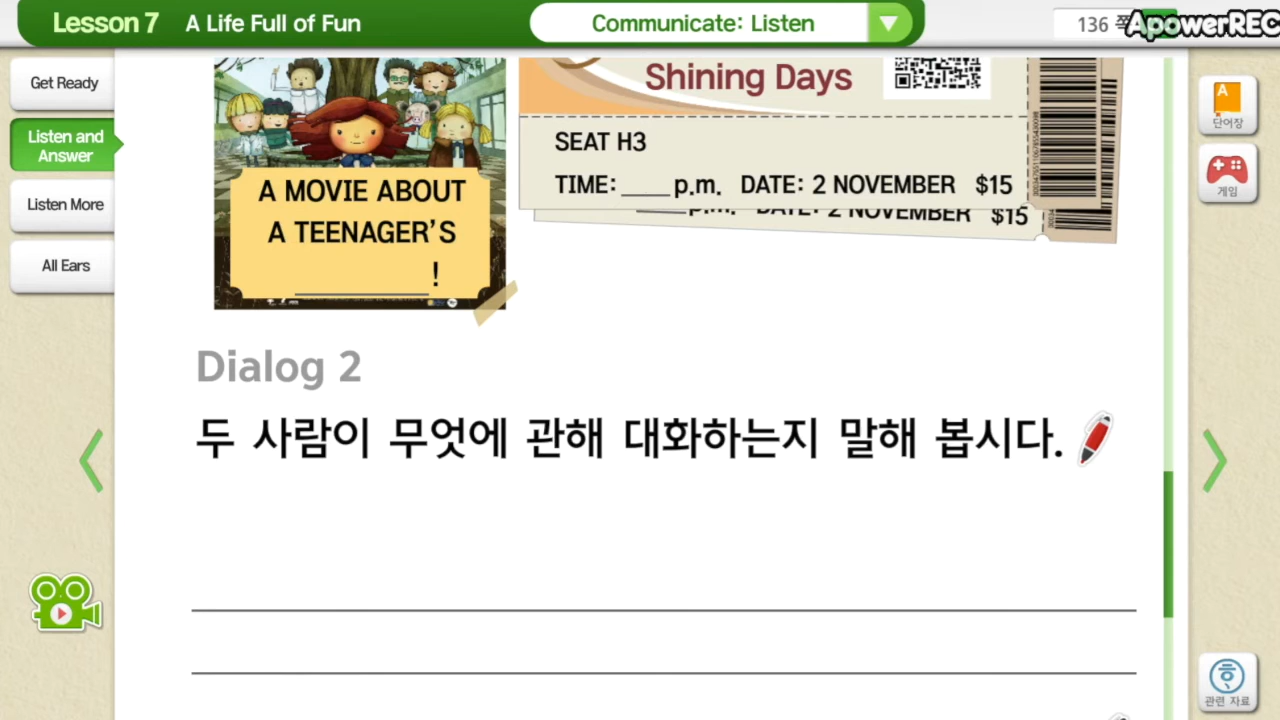 Lesson 7 A Life Full of Fun
Communicate: Listen
136 쪽
ApowerREC
Get Ready
Listen and
Answer
Listen More
All Ears
A MOVIE ABOUT
A TEENAGER'S
________!
Shining Days
SEAT H3
TIME: ____p.m. DATE: 2 NOVEMBER $15
____p.m. DATE: 2 NOVEMBER $15
Dialog 2
두 사람이 무엇에 관해 대화하는지 말해 봅시다.
A
단어장
게임
관련 자료